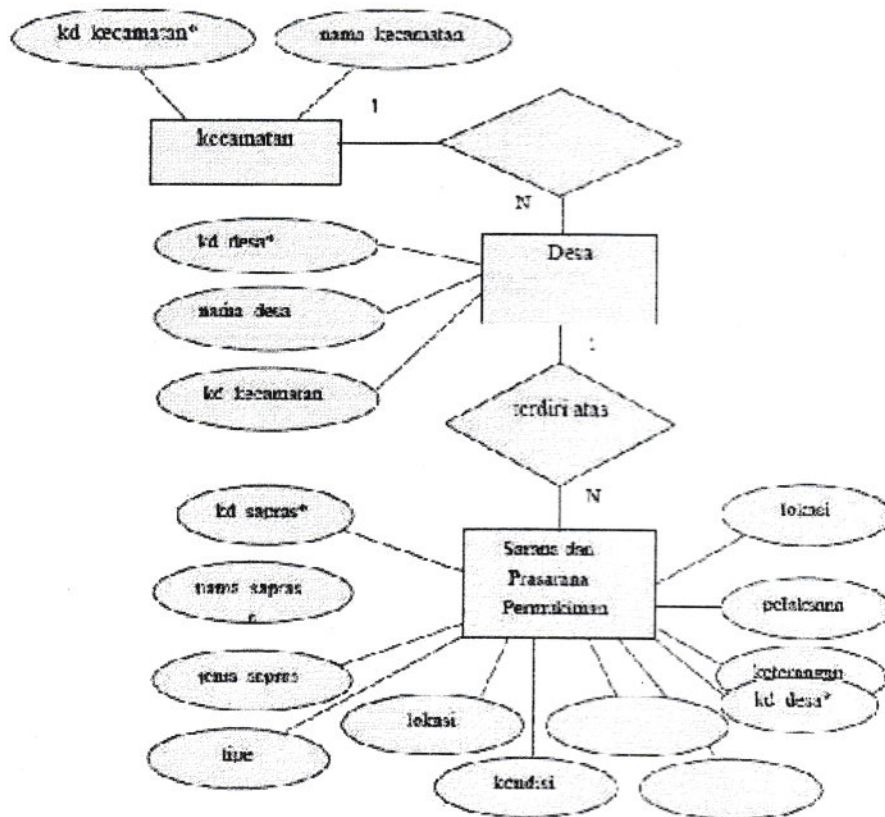 kd kecamatan*
nama kecamatan
1
kecamatan
N
kd desa*
Desa
nama desa
kd kecamatan
terdiri atas
N
kd sapras*
lokasi
Sarana dan
Prasarana
Permukiman
nama sapras
pelaksana
jenis sapras
keterangan
kd desa*
lokasi
tipe
kondisi